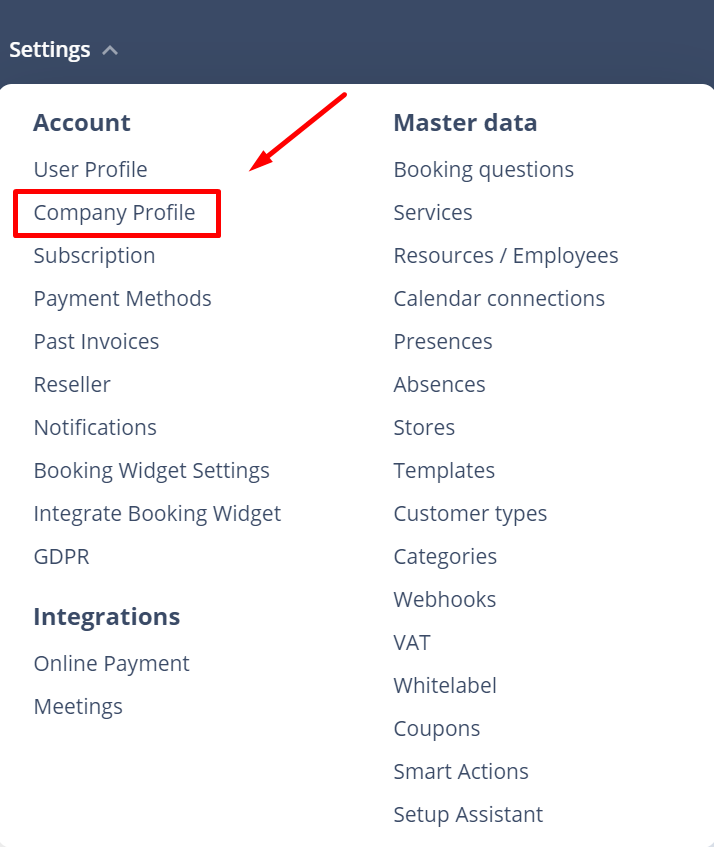 Settings
Account
User Profile
Company Profile
Subscription
Payment Methods
Past Invoices
Reseller
Notifications
Booking Widget Settings
Integrate Booking Widget
GDPR
Integrations
Online Payment
Meetings
Master data
Booking questions
Services
Resources / Employees
Calendar connections
Presences
Absences
Stores
Templates
Customer types
Categories
Webhooks
VAT
Whitelabel
Coupons
Smart Actions
Setup Assistant